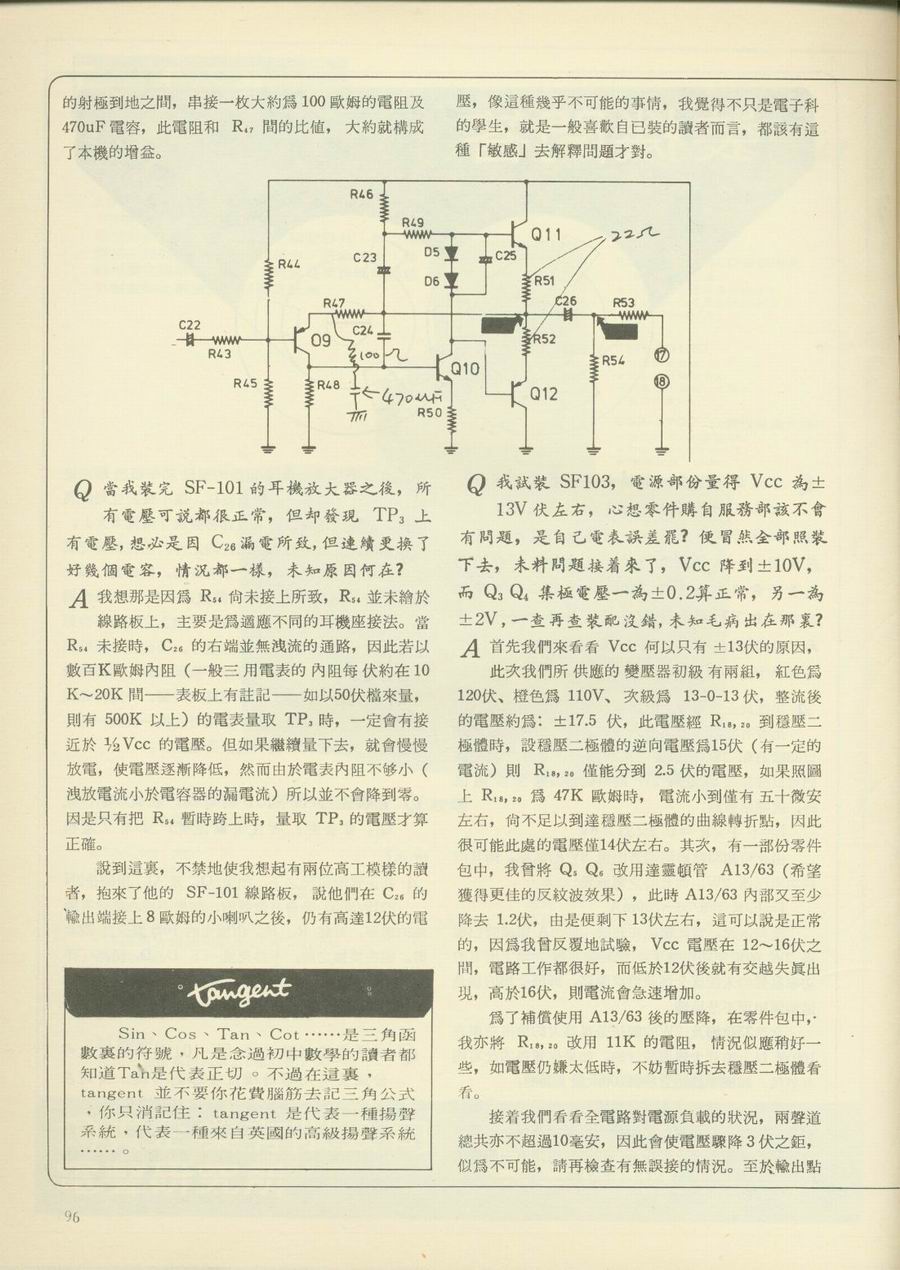 的射極到地之間，串接一枚大約爲 100 歐姆的電阻及
470uF 電容，此電阻和 R₄₇ 間的比值，大約就構成
了本機的增益。
壓，像這種幾乎不可能的事情，我覺得不只是電子科
的學生，就是一般喜歡自已裝的讀者而言，都該有這
種「敏感」去解釋問題才對。
R46
R49
Q11
22Ω
R44
C23
D5
C25
D6
R51
R47
C26
R53
C22
O9
C24
100Ω
R52
R43
R54
17
Q10
R45
R48
470μF
Q12
18
R50
Q 當我裝完 SF-101 的耳機放大器之後，所
有電壓可説都很正常，但却發現 TP₃ 上
有電壓，想必是因 C₂₆ 漏電所致，但連續更換了
好幾個電容，情況都一樣，未知原因何在？
A 我想那是因爲 R₅₄ 尙未接上所致，R₅₄ 並未繪於
線路板上，主要是爲適應不同的耳機座接法。當
R₅₄ 未接時，C₂₆ 的右端並無洩流的通路，因此若以
數百K歐姆內阻（一般三用電表的內阻每伏約在 10
K～20K 間——表板上有註記——如以50伏檔來量，
則有 500K 以上）的電表量取 TP₃ 時，一定會有接
近於 ½Vcc 的電壓。但如果繼續量下去，就會慢慢
放電，使電壓逐漸降低，然而由於電表內阻不够小（
洩放電流小於電容器的漏電流）所以並不會降到零。
因是只有把 R₅₄ 暫時跨上時，量取 TP₃ 的電壓才算
正確。
說到這裏，不禁地使我想起有兩位高工模樣的讀
者，抱來了他的 SF-101 線路板，說他們在 C₂₆ 的
輸出端接上 8 歐姆的小喇叭之後，仍有高達12伏的電
tangent
Sin、Cos、Tan、Cot ……是三角函
數裏的符號，凡是念過初中數學的讀者都
知道Tan是代表正切。不過在這裏，
tangent 並不要你花費腦筋去記三角公式
，你只消記住：tangent 是代表一種揚聲
系統，代表一種來自英國的高級揚聲系統
……。
Q 我試裝 SF103，電源部份量得 Vcc 為±
13V 伏左右，心想零件購自服務部該不會
有問題，是自己電表誤差罷？便冒然全部照裝
下去，未料問題接着來了，Vcc 降到±10V，
而 Q₃ Q₄ 集極電壓一為±0.2算正常，另一為
±2V，一查再查裝配沒錯，未知毛病出在那裏？
A 首先我們來看看 Vcc 何以只有 ±13伏的原因，
此次我們所供應的變壓器初級有兩組，紅色爲
120伏、橙色爲 110V、次級爲 13-0-13 伏，整流後
的電壓約爲：±17.5 伏，此電壓經 R₁₈,₂₀ 到穩壓二
極體時，設穩壓二極體的逆向電壓爲15伏（有一定的
電流）則 R₁₈,₂₀ 僅能分到 2.5 伏的電壓，如果照圖
上 R₁₈,₂₀ 爲 47K 歐姆時，電流小到僅有五十微安
左右，尙不足以到達穩壓二極體的曲線轉折點，因此
很可能此處的電壓僅14伏左右。其次，有一部份零件
包中，我曾將 Q₅ Q₆ 改用達靈頓管 A13/63（希望
獲得更佳的反紋波效果），此時 A13/63 內部又至少
降去 1.2伏，由是便剩下 13伏左右，這可以說是正常
的，因爲我曾反覆地試驗，Vcc 電壓在 12～16伏之
間，電路工作都很好，而低於12伏後就有交越失眞出
現，高於16伏，則電流會急速增加。
爲了補償使用 A13/63 後的壓降，在零件包中，
我亦將 R₁₈,₂₀ 改用 11K 的電阻，情況似應稍好一
些，如電壓仍嫌太低時，不妨暫時拆去穩壓二極體看
看。
接着我們看看全電路對電源負載的狀況，兩聲道
總共亦不超過10毫安，因此會使電壓驟降 3 伏之鉅，
似爲不可能，請再檢查有無誤接的情況。至於輸出點
96